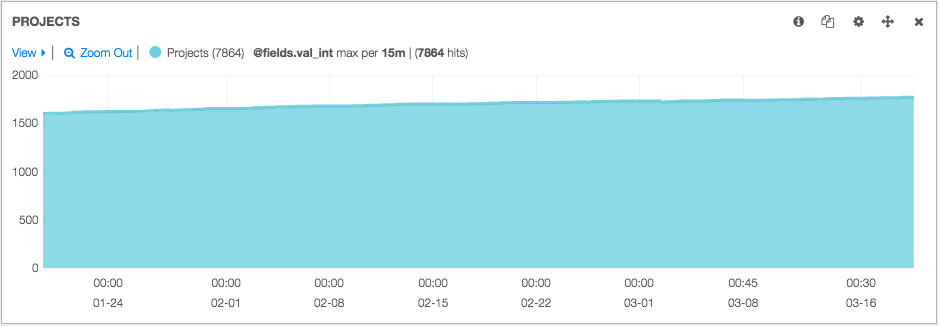 PROJECTS
View | Zoom Out | Projects (7864) @fields.val_int max per 15m | (7864 hits)
2000
1500
1000
500
0
00:00 00:00 00:00 00:00 00:00 00:00 00:45 00:30
01-24 02-01 02-08 02-15 02-22 03-01 03-08 03-16